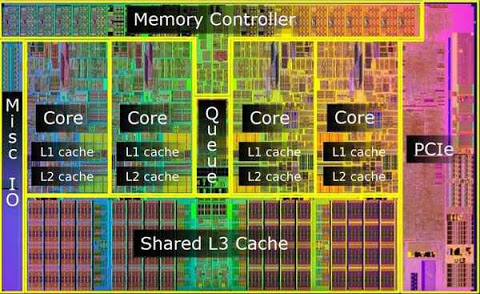 Memory Controller
Misc IO
Core
Core
Queue
Core
Core
L1 cache
L1 cache
L1 cache
L1 cache
L2 cache
L2 cache
L2 cache
L2 cache
PCIe
Shared L3 Cache